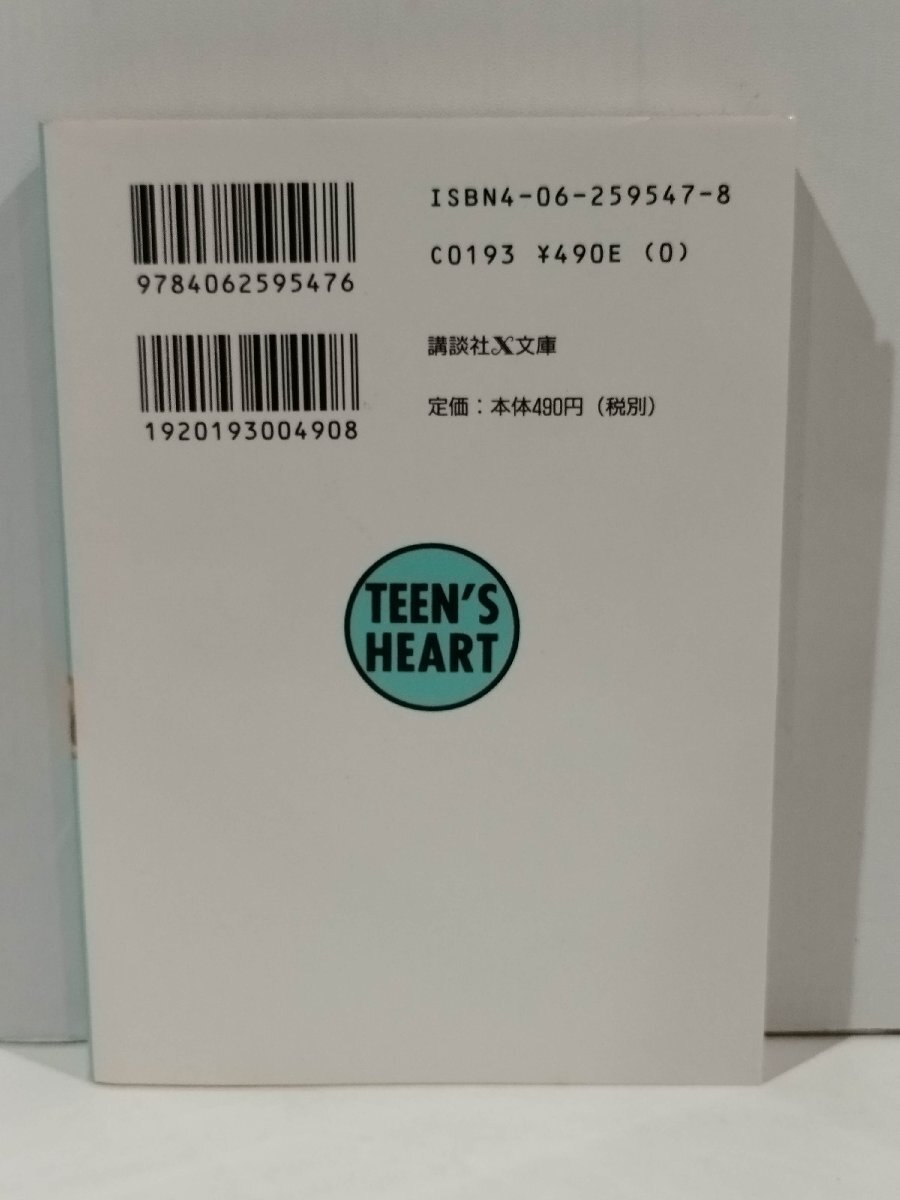 9784062595476
1920193004908
ISBN4-06-259547-8
C0193 ¥490E (0)
講談社X文庫
定価：本体490円（税別）
TEEN'S
HEART